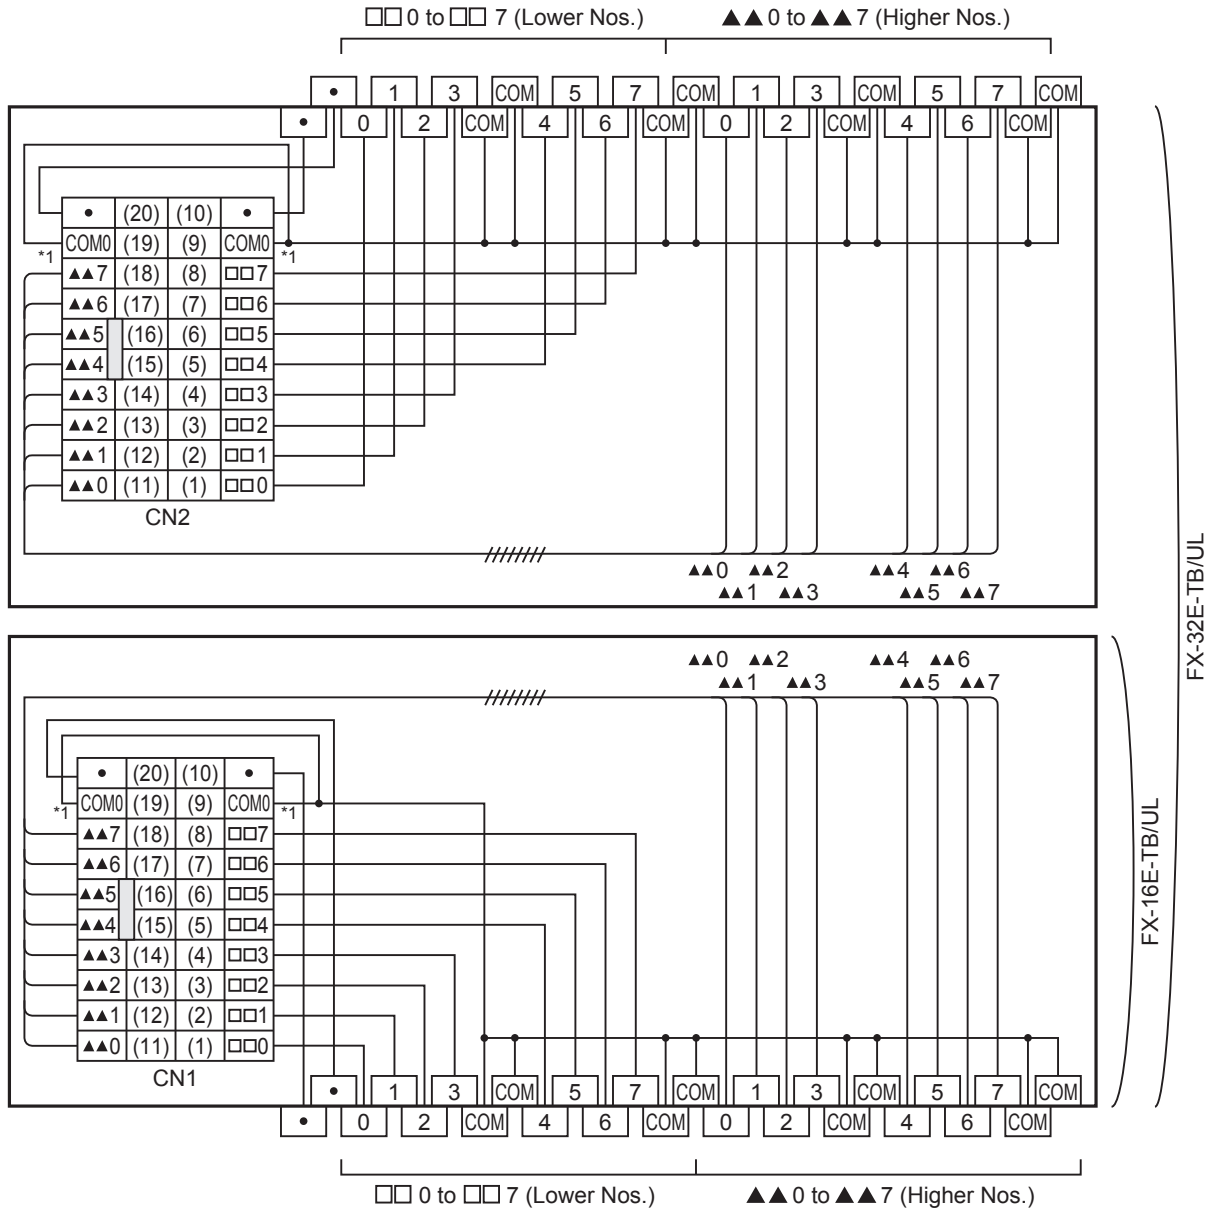 □□ 0 to □□ 7 (Lower Nos.) ▲▲ 0 to ▲▲ 7 (Higher Nos.)
• 1 3 COM 5 7 COM 1 3 COM 5 7 COM
• 0 2 COM 4 6 COM 0 2 COM 4 6 COM
• (20) (10) •
COM0 (19) (9) COM0
*1 *1
▲▲7 (18) (8) □□7
▲▲6 (17) (7) □□6
▲▲5 (16) (6) □□5
▲▲4 (15) (5) □□4
▲▲3 (14) (4) □□3
▲▲2 (13) (3) □□2
▲▲1 (12) (2) □□1
▲▲0 (11) (1) □□0
CN2
▲▲0 ▲▲2 ▲▲4 ▲▲6
▲▲1 ▲▲3 ▲▲5 ▲▲7
FX-32E-TB/UL
▲▲0 ▲▲2 ▲▲4 ▲▲6
▲▲1 ▲▲3 ▲▲5 ▲▲7
• (20) (10) •
COM0 (19) (9) COM0
*1 *1
▲▲7 (18) (8) □□7
▲▲6 (17) (7) □□6
▲▲5 (16) (6) □□5
▲▲4 (15) (5) □□4
▲▲3 (14) (4) □□3
▲▲2 (13) (3) □□2
▲▲1 (12) (2) □□1
▲▲0 (11) (1) □□0
CN1
FX-16E-TB/UL
• 1 3 COM 5 7 COM 1 3 COM 5 7 COM
• 0 2 COM 4 6 COM 0 2 COM 4 6 COM
□□ 0 to □□ 7 (Lower Nos.) ▲▲ 0 to ▲▲ 7 (Higher Nos.)